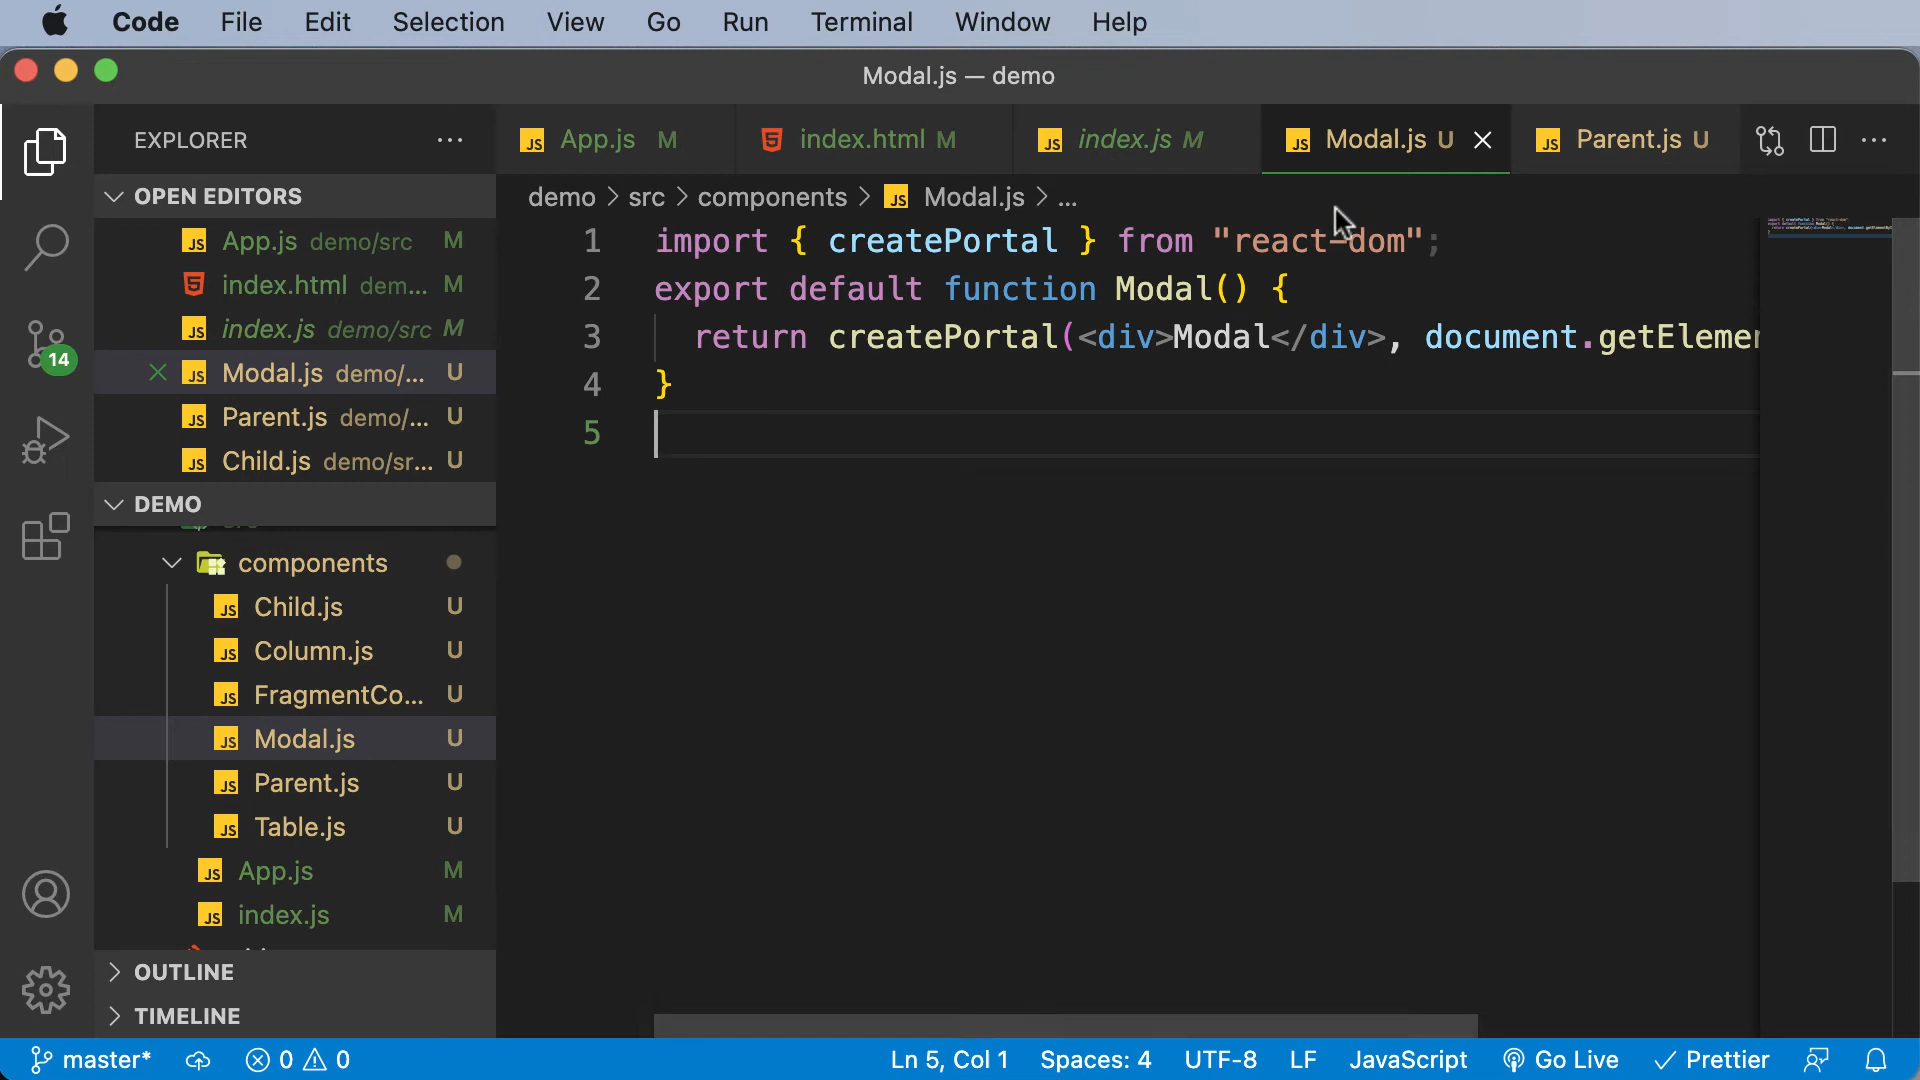 Code File Edit Selection View Go Run Terminal Window Help
Modal.js — demo
EXPLORER
App.js M
index.html M
index.js M
Modal.js U
Parent.js U
demo > src > components > Modal.js > ...
OPEN EDITORS
App.js demo/src M
index.html dem... M
index.js demo/src M
Modal.js demo/... U
Parent.js demo/... U
Child.js demo/sr... U
14
DEMO
components
Child.js U
Column.js U
FragmentCo... U
Modal.js U
Parent.js U
Table.js U
App.js M
index.js M
OUTLINE
TIMELINE
1 import { createPortal } from "react-dom";
2 export default function Modal() {
3 return createPortal(<div>Modal</div>, document.getElemen
4 }
5
master* 0 0 Ln 5, Col 1 Spaces: 4 UTF-8 LF JavaScript Go Live Prettier